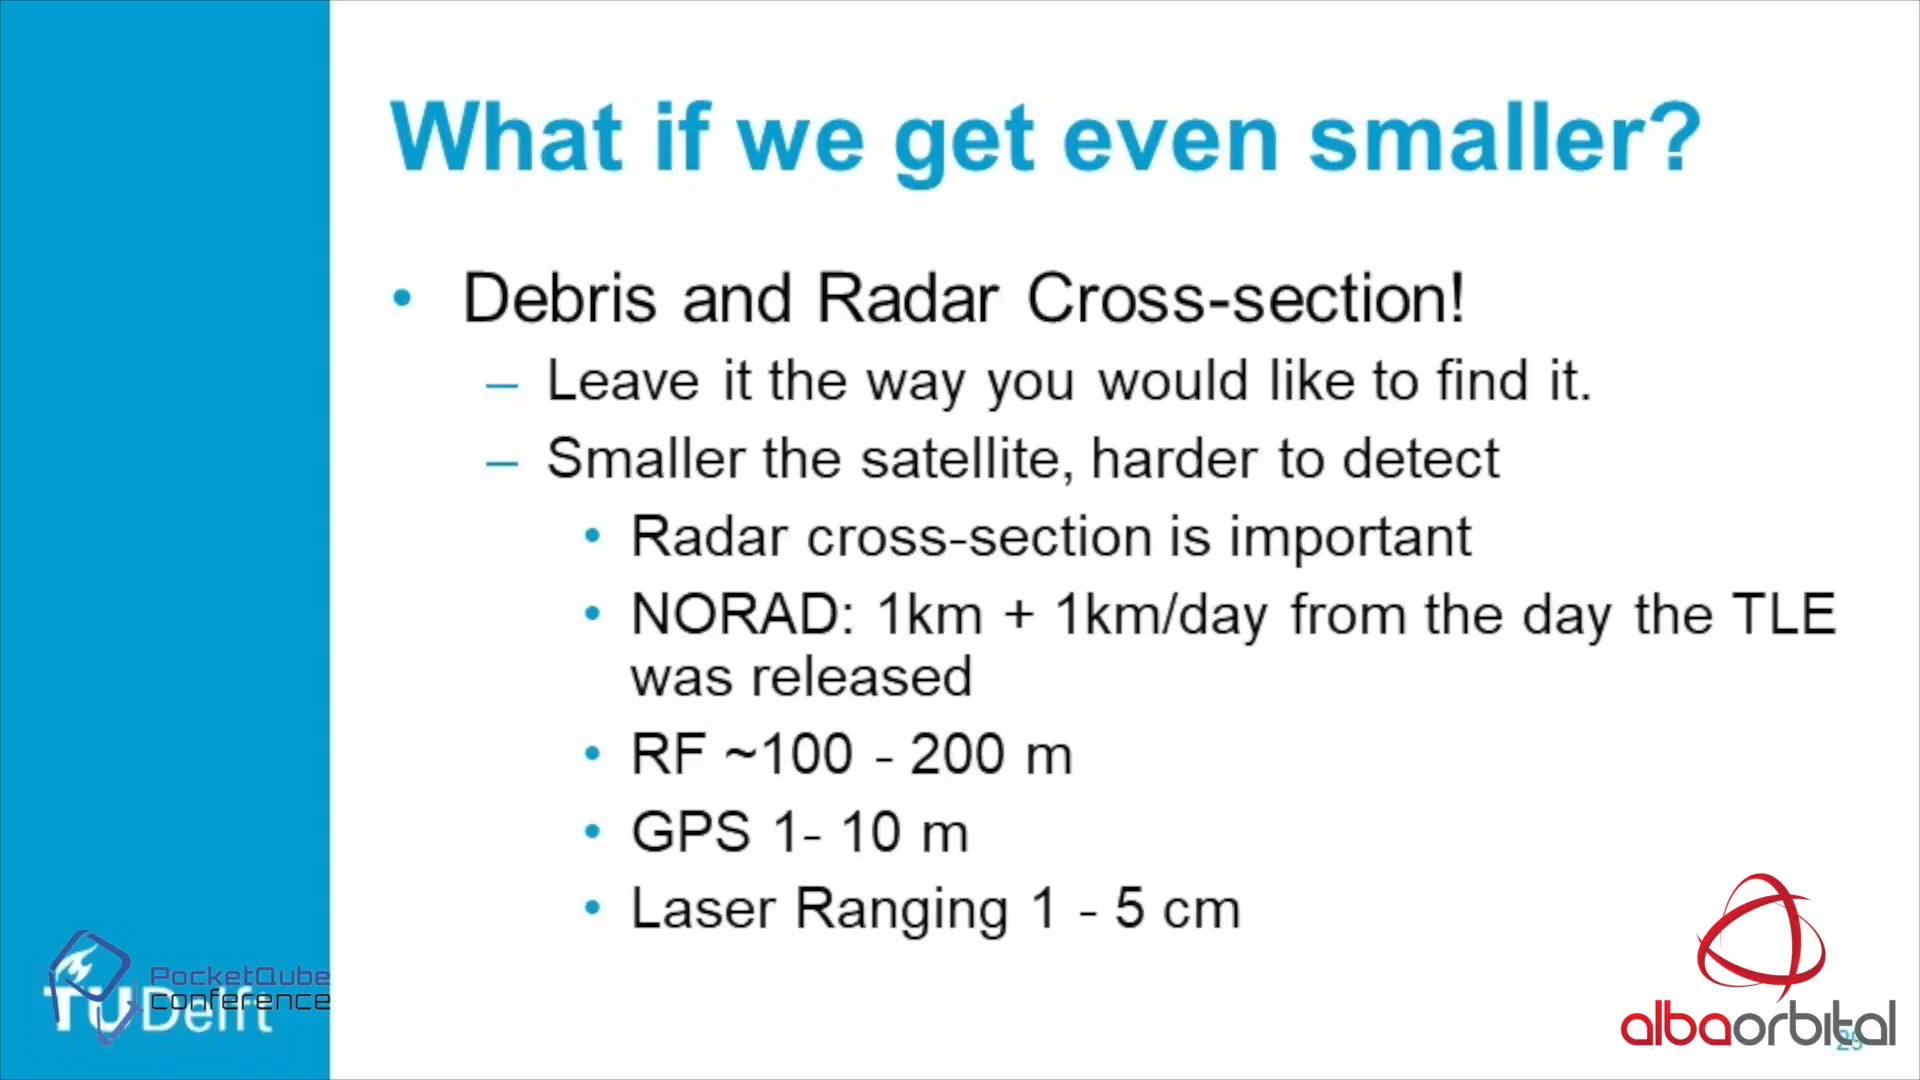 What if we get even smaller?
• Debris and Radar Cross-section!
– Leave it the way you would like to find it.
– Smaller the satellite, harder to detect
• Radar cross-section is important
• NORAD: 1km + 1km/day from the day the TLE
was released
• RF ~100 - 200 m
• GPS 1- 10 m
• Laser Ranging 1 - 5 cm
PocketQube
conference
TU Delft
albaorbital